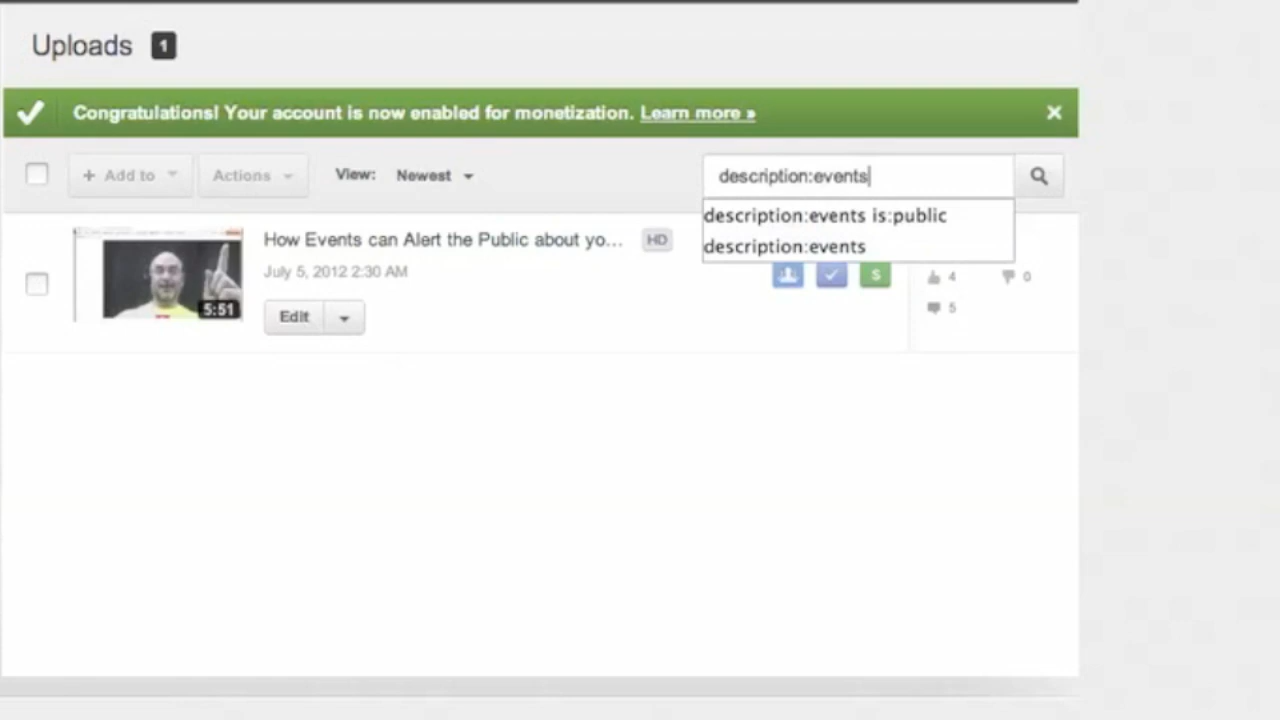 Uploads 1
Congratulations! Your account is now enabled for monetization. Learn more »
+ Add to
Actions
View:
Newest
description:events
description:events is:public
description:events
How Events can Alert the Public about yo...
HD
July 5, 2012 2:30 AM
5:51
Edit
$
4
0
5